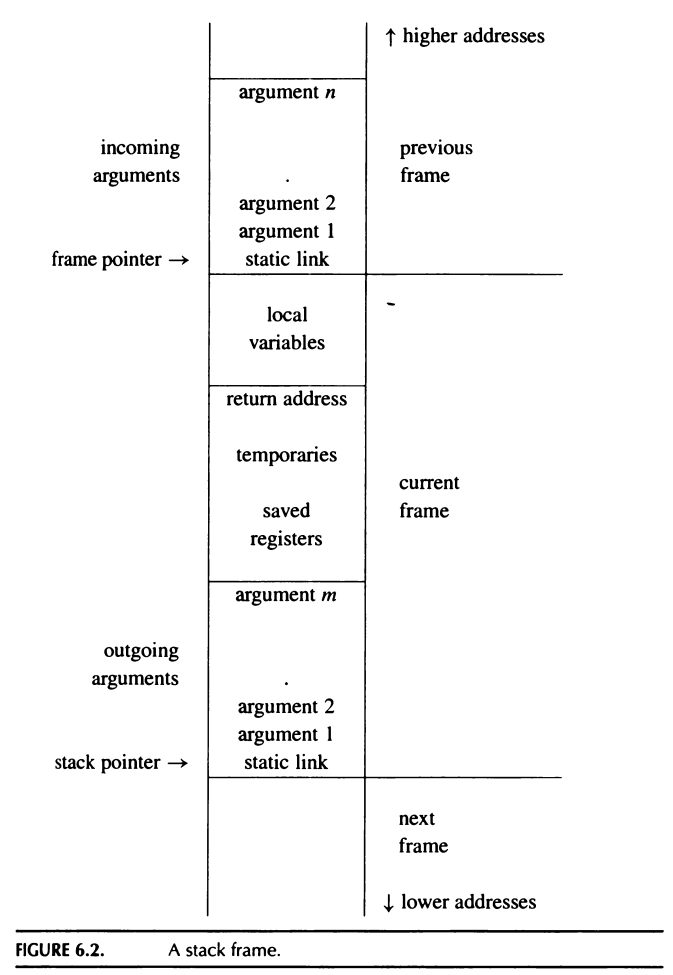 ↑ higher addresses
argument n
incoming
arguments
previous
frame
.
argument 2
argument 1
frame pointer → static link
local
variables
return address
temporaries
saved
registers
current
frame
argument m
outgoing
arguments
.
argument 2
argument 1
stack pointer → static link
next
frame
↓ lower addresses
FIGURE 6.2. A stack frame.